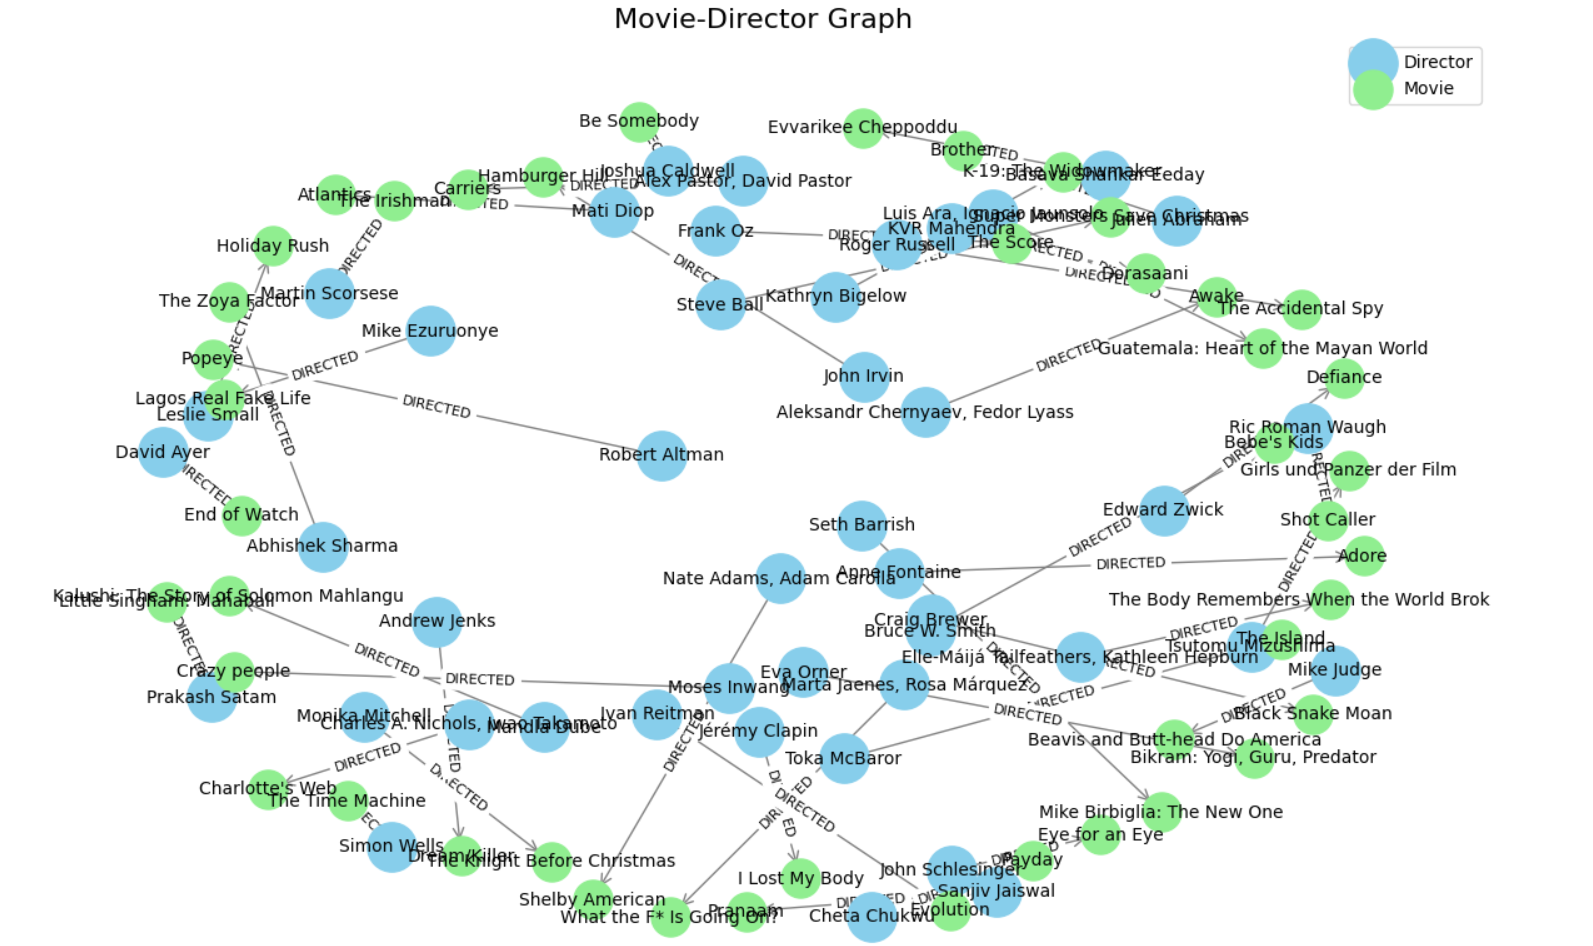 Movie-Director Graph
Director
Movie
Be Somebody
Evvarikee Cheppoddu
Brother
Joshua Caldwell
K-19: The Widowmaker
Hamburger Hill
Basava Shankar Eeday
Alex Pastor, David Pastor
DIRECTED
Carriers
Atlantics
The Irishman
Mati Diop
Luis Ara, Ignacio Jaunsolo
Super Monsters Save Christmas
Julien Abraham
Frank Oz
KVR Mahendra
Roger Russell
The Score
Holiday Rush
DIRECTED
Dorasaani
DIRECTED
Martin Scorsese
Kathryn Bigelow
Awake
The Zoya Factor
Steve Ball
The Accidental Spy
Mike Ezuruonye
Guatemala: Heart of the Mayan World
Popeye
DIRECTED
DIRECTED
John Irvin
Defiance
Lagos Real Fake Life
DIRECTED
Aleksandr Chernyaev, Fedor Lyass
Leslie Small
DIRECTED
Ric Roman Waugh
Bebe's Kids
David Ayer
Robert Altman
Girls und Panzer der Film
DIRECTED
Edward Zwick
End of Watch
Shot Caller
Seth Barrish
DIRECTED
Abhishek Sharma
Adore
DIRECTED
DIRECTED
Anne Fontaine
Nate Adams, Adam Carolla
Kalushi: The Story of Solomon Mahlangu
Little Singham: Mahabali
The Body Remembers When the World Brok
Andrew Jenks
Craig Brewer
DIRECTED
Bruce W. Smith
The Island
Tsutomu Mizushima
DIRECTED
Elle-Máijá Tailfeathers, Kathleen Hepburn
DIRECTED
Crazy people
Eva Orner
Mike Judge
DIRECTED
Moses Inwang
Marta Jaenes, Rosa Márquez
Prakash Satam
DIRECTED
DIRECTED
Monika Mitchell
Ivan Reitman
DIRECTED
Black Snake Moan
Charles A. Nichols, Iwao Takamoto
Mandla Dube
Jérémy Clapin
Beavis and Butt-head Do America
DIRECTED
DIRECTED
Toka McBaror
Bikram: Yogi, Guru, Predator
Charlotte's Web
DIRECTED
The Time Machine
DIRECTED
Mike Birbiglia: The New One
Eye for an Eye
Simon Wells
Dream/Killer
The Knight Before Christmas
Payday
John Schlesinger
I Lost My Body
Sanjiv Jaiswal
Shelby American
Pranaam
Evolution
What the F* Is Going On?
Cheta Chukwu